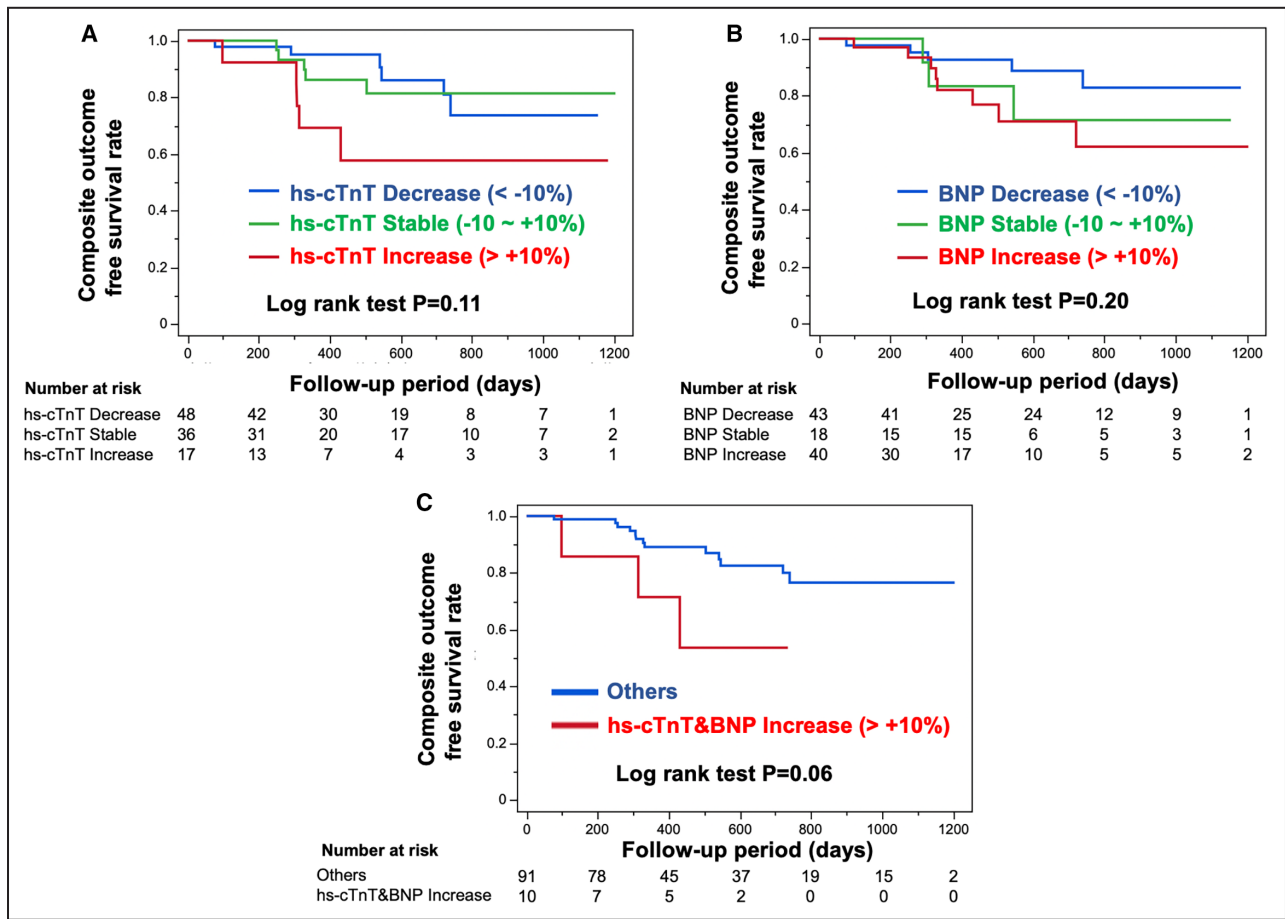 A
Composite outcome
free survival rate
1.0
0.8
0.6
0.4
0.2
0
hs-cTnT Decrease (< -10%)
hs-cTnT Stable (-10 ~ +10%)
hs-cTnT Increase (> +10%)
Log rank test P=0.11
0 200 400 600 800 1000 1200
Follow-up period (days)
Number at risk
hs-cTnT Decrease 48 42 30 19 8 7 1
hs-cTnT Stable 36 31 20 17 10 7 2
hs-cTnT Increase 17 13 7 4 3 3 1
B
Composite outcome
free survival rate
1.0
0.8
0.6
0.4
0.2
0
BNP Decrease (< -10%)
BNP Stable (-10 ~ +10%)
BNP Increase (> +10%)
Log rank test P=0.20
0 200 400 600 800 1000 1200
Follow-up period (days)
Number at risk
BNP Decrease 43 41 25 24 12 9 1
BNP Stable 18 15 15 6 5 3 1
BNP Increase 40 30 17 10 5 5 2
C
Composite outcome
free survival rate
1.0
0.8
0.6
0.4
0.2
0
Others
hs-cTnT&BNP Increase (> +10%)
Log rank test P=0.06
0 200 400 600 800 1000 1200
Follow-up period (days)
Number at risk
Others 91 78 45 37 19 15 2
hs-cTnT&BNP Increase 10 7 5 2 0 0 0